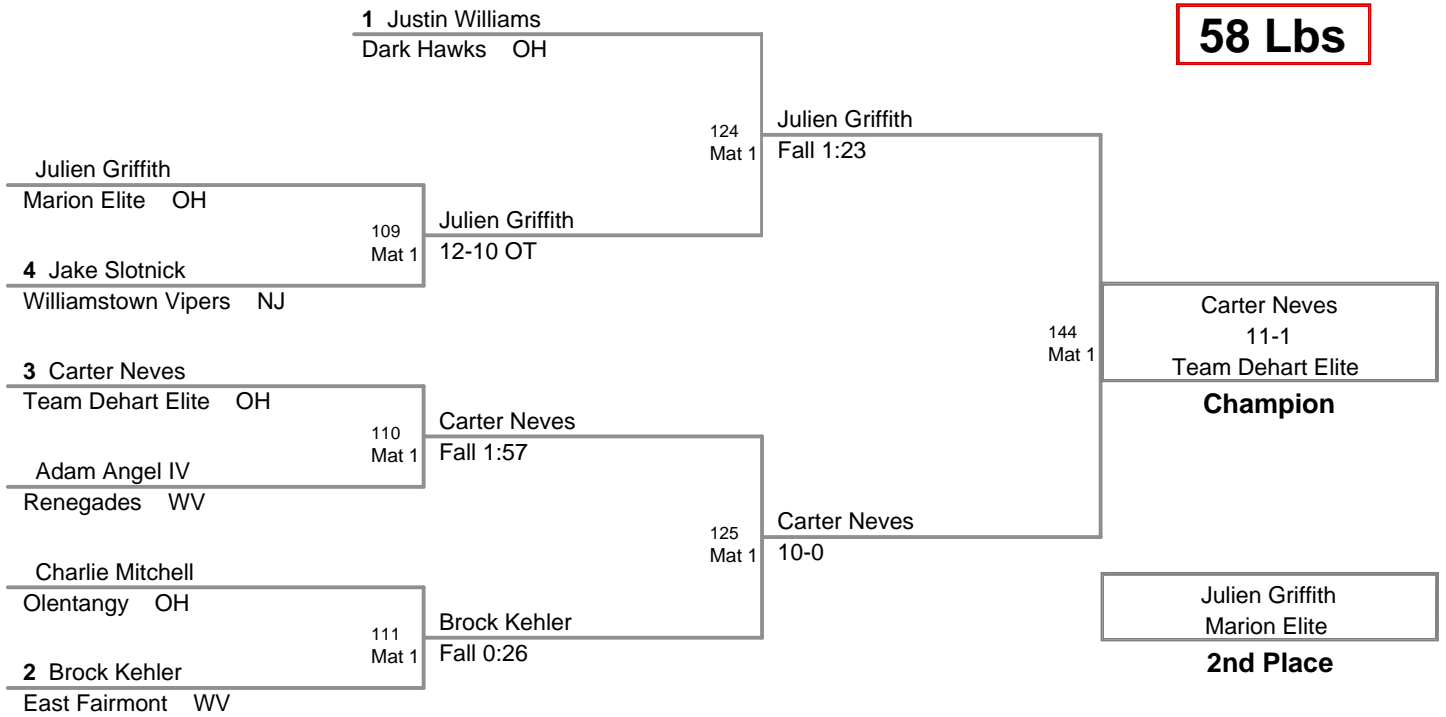 1 Justin Williams
Dark Hawks OH
58 Lbs
124
Mat 1
Julien Griffith
Fall 1:23
Julien Griffith
Marion Elite OH
109
Mat 1
Julien Griffith
12-10 OT
4 Jake Slotnick
Williamstown Vipers NJ
144
Mat 1
Carter Neves
11-1
Team Dehart Elite
Champion
3 Carter Neves
Team Dehart Elite OH
110
Mat 1
Carter Neves
Fall 1:57
Adam Angel IV
Renegades WV
125
Mat 1
Carter Neves
10-0
Charlie Mitchell
Olentangy OH
111
Mat 1
Brock Kehler
Fall 0:26
2 Brock Kehler
East Fairmont WV
Julien Griffith
Marion Elite
2nd Place